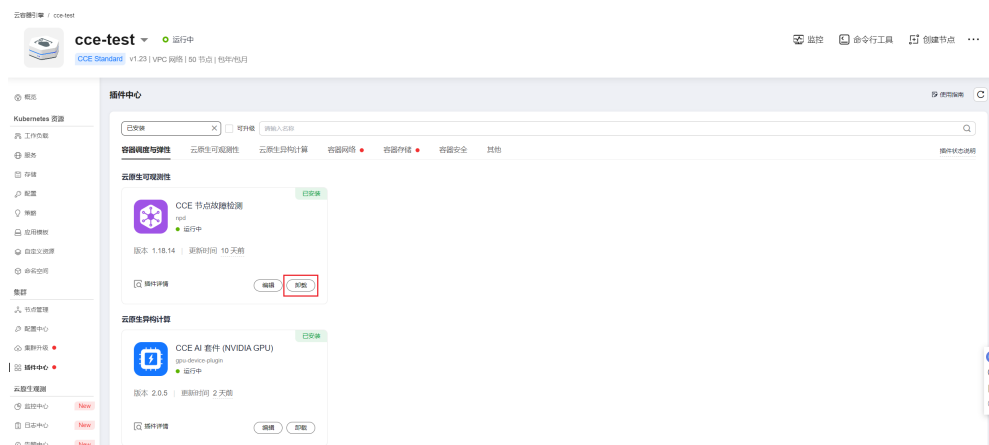 云容器引擎 / cce-test
cce-test 运行中
监控 命令行工具 创建节点
CCE Standard v1.23 | VPC 网络 | 50 节点 | 包年/包月
插件中心
使用指南
概览
Kubernetes 资源
工作负载
服务
存储
配置
策略
应用模板
自定义资源
命名空间
集群
节点管理
配置中心
集群升级
插件中心
云原生观测
监控中心 New
日志中心 New
New
已安装 可升级 请输入名称
容器调度与弹性 云原生可观测性 云原生异构计算 容器网络 容器存储 容器安全 其他
插件状态说明
云原生可观测性
已安装
CCE 节点故障检测
npd
运行中
版本 1.18.14 | 更新时间 10 天前
插件详情 编辑 卸载
云原生异构计算
已安装
CCE AI 套件 (NVIDIA GPU)
gpu-device-plugin
运行中
版本 2.0.5 | 更新时间 2 天前
插件详情 编辑 卸载